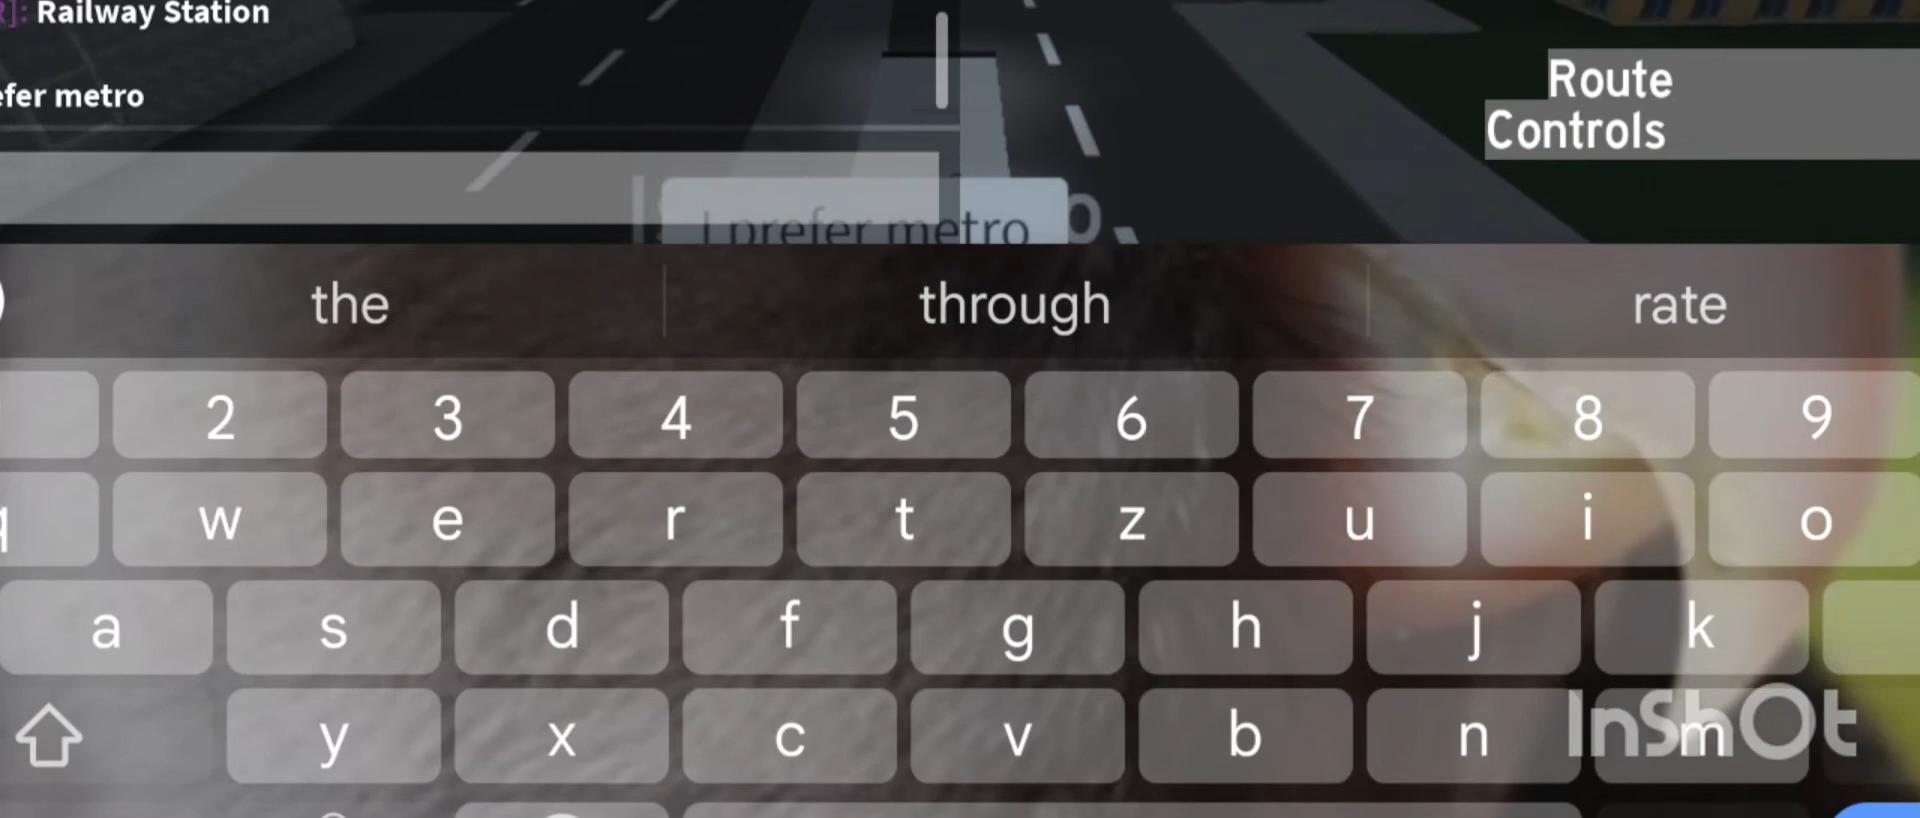 ]: Railway Station
efer metro
Route
Controls
I prefer metro
the through rate
2 3 4 5 6 7 8 9
q w e r t z u i o
a s d f g h j k
y x c v b n m
InShOt